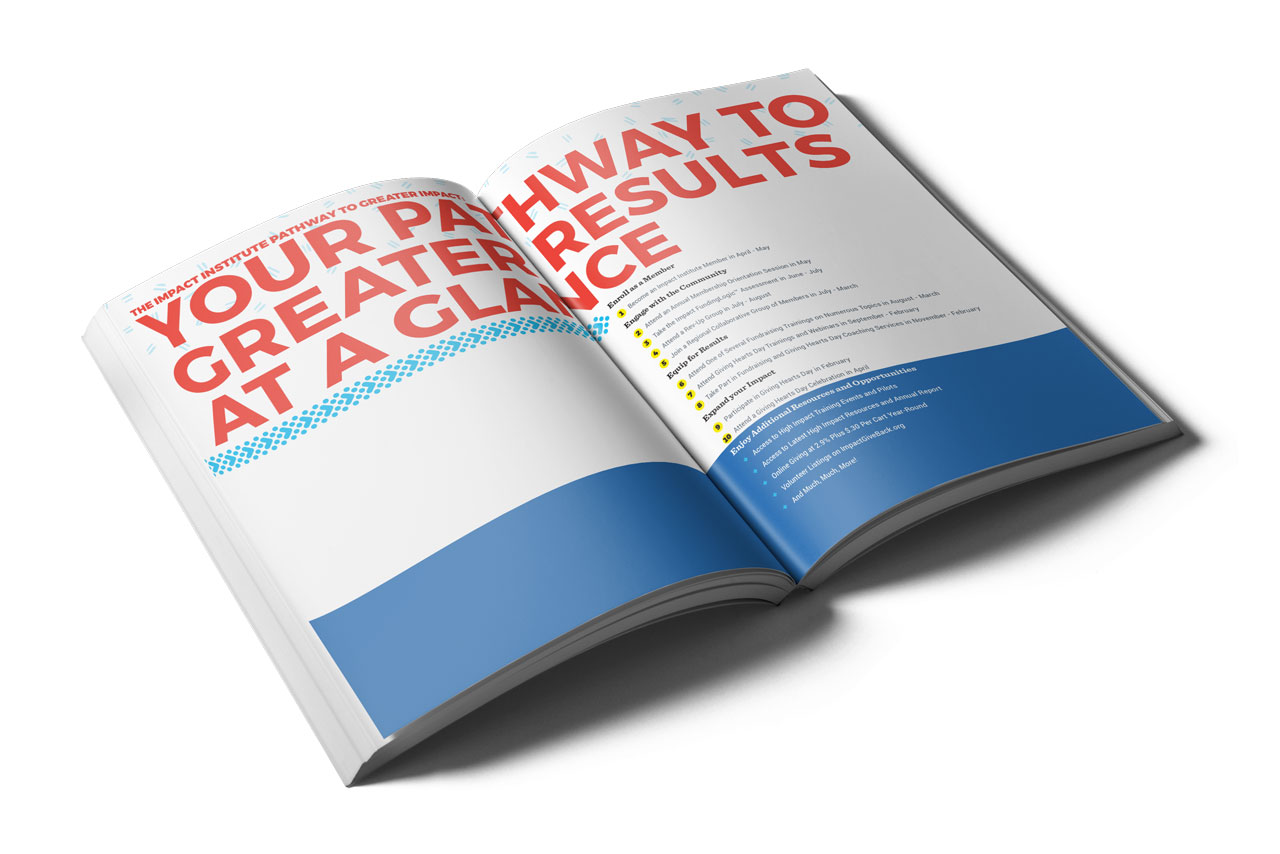 THE IMPACT INSTITUTE PATHWAY TO GREATER IMPACT
YOUR PATHWAY TO
GREATER RESULTS
AT A GLANCE
Enroll as a Member
1 Become an Impact Institute Member in April - May
Engage with the Community
2 Attend an Annual Membership Orientation Session in May
3 Take the Impact FundingLogic™ Assessment in June - July
4 Attend a Rev-Up Group in July - August
5 Join a Regional Collaborative Group of Members in July - March
Equip for Results
6 Attend One of Several Fundraising Trainings on Numerous Topics in August - March
7 Attend Giving Hearts Day Trainings and Webinars in September - February
8 Take Part in Fundraising and Giving Hearts Day Coaching Services in November - February
Expand your Impact
9 Participate in Giving Hearts Day in February
10 Attend a Giving Hearts Day Celebration in April
Enjoy Additional Resources and Opportunities
Access to High Impact Training Events and Pilots
Access to Latest High Impact Resources and Annual Report
Online Giving at 2.9% Plus $.30 Per Cart Year-Round
Volunteer Listings on ImpactGiveBack.org
And Much, Much, More!